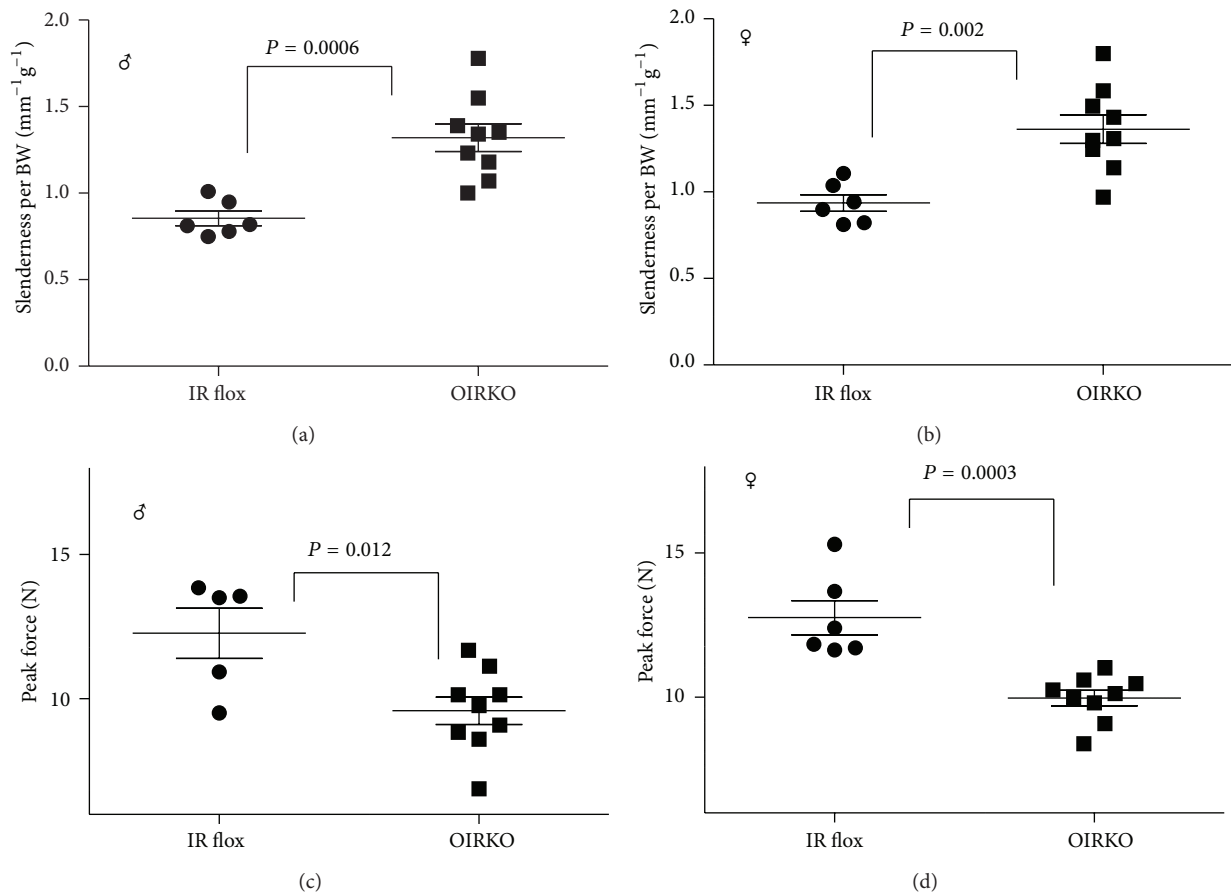 ♂
P = 0.0006
Slenderness per BW (mm⁻¹g⁻¹)
2.0
1.5
1.0
0.5
0.0
IR flox OIRKO
(a)
♀
P = 0.002
Slenderness per BW (mm⁻¹g⁻¹)
2.0
1.5
1.0
0.5
0.0
IR flox OIRKO
(b)
♂
P = 0.012
Peak force (N)
15
10
IR flox OIRKO
(c)
♀
P = 0.0003
Peak force (N)
15
10
IR flox OIRKO
(d)